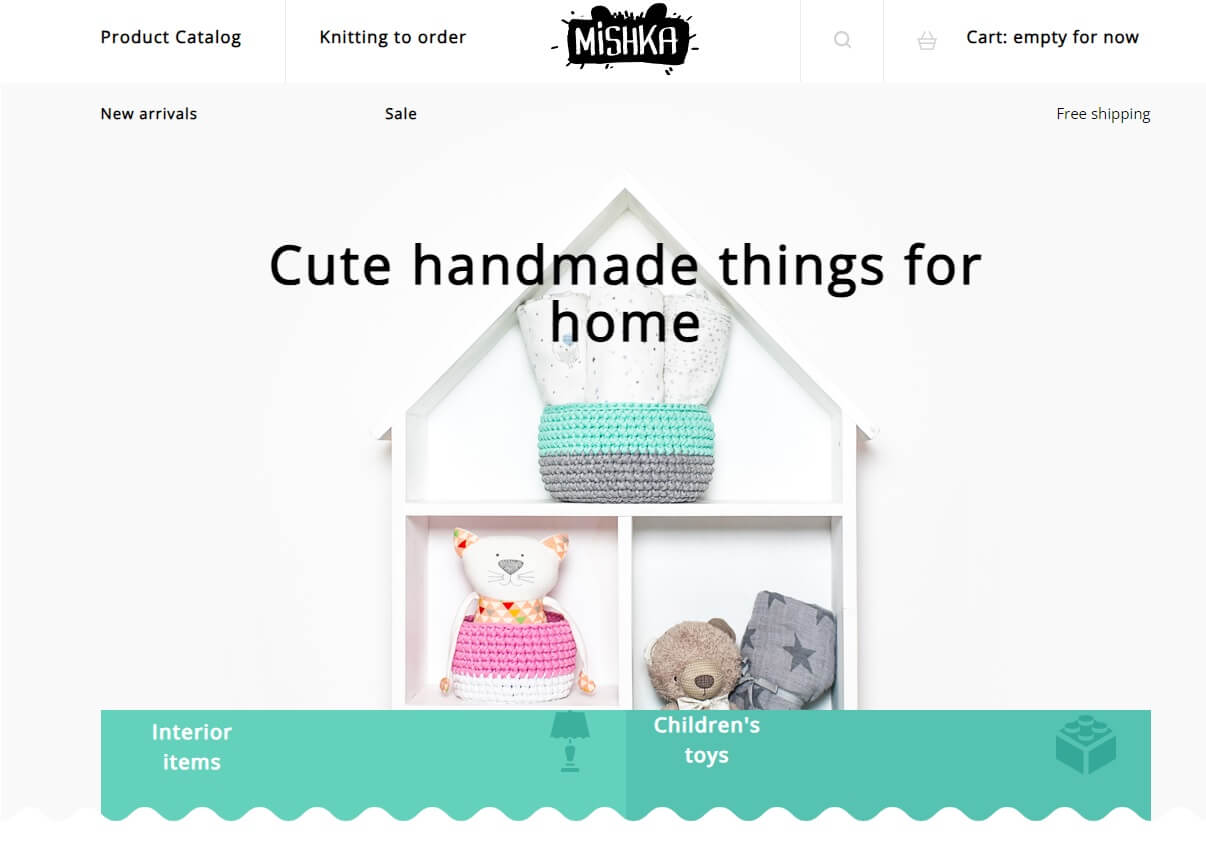 Product Catalog
Knitting to order
MiSHKA
Cart: empty for now
New arrivals
Sale
Free shipping
Cute handmade things for
home
Interior
items
Children's
toys